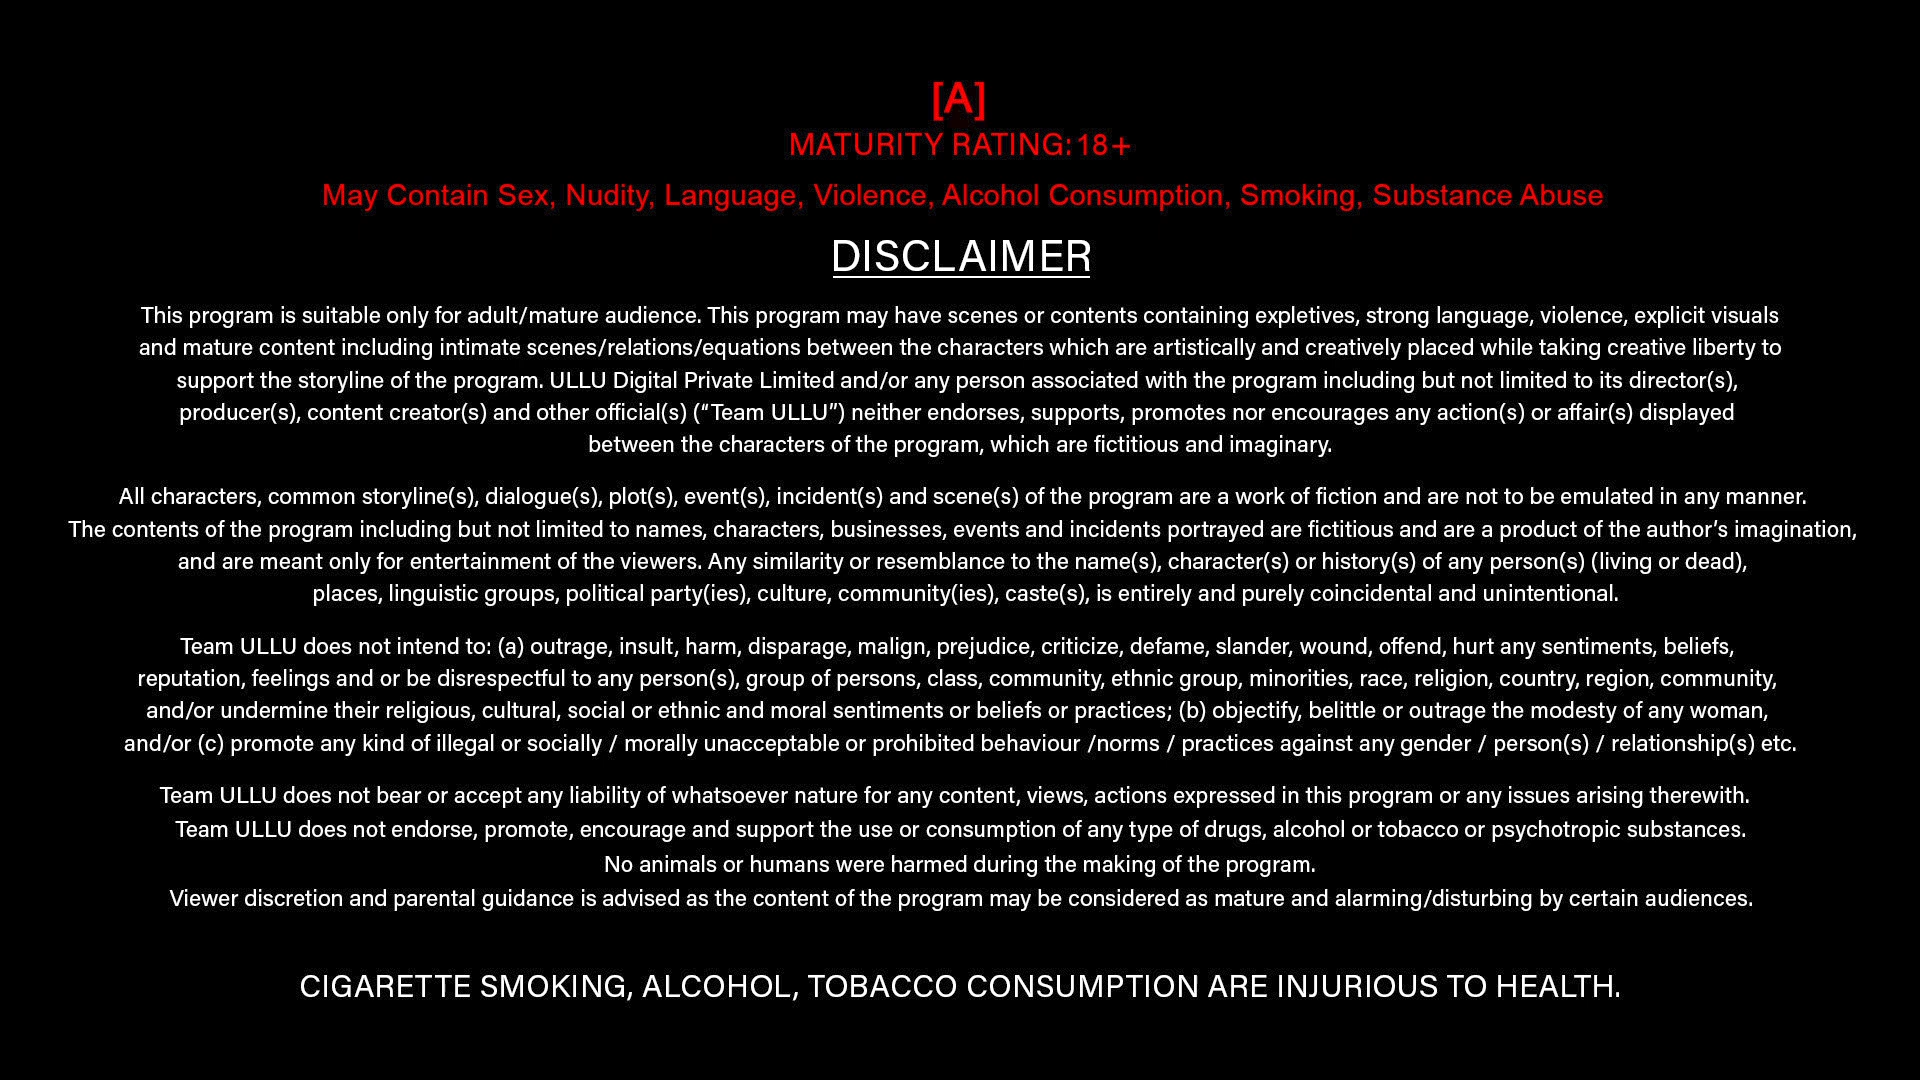 [A]
MATURITY RATING:18+
May Contain Sex, Nudity, Language, Violence, Alcohol Consumption, Smoking, Substance Abuse
DISCLAIMER
This program is suitable only for adult/mature audience. This program may have scenes or contents containing expletives, strong language, violence, explicit visuals
and mature content including intimate scenes/relations/equations between the characters which are artistically and creatively placed while taking creative liberty to
support the storyline of the program. ULLU Digital Private Limited and/or any person associated with the program including but not limited to its director(s),
producer(s), content creator(s) and other official(s) (“Team ULLU”) neither endorses, supports, promotes nor encourages any action(s) or affair(s) displayed
between the characters of the program, which are fictitious and imaginary.
All characters, common storyline(s), dialogue(s), plot(s), event(s), incident(s) and scene(s) of the program are a work of fiction and are not to be emulated in any manner.
The contents of the program including but not limited to names, characters, businesses, events and incidents portrayed are fictitious and are a product of the author’s imagination,
and are meant only for entertainment of the viewers. Any similarity or resemblance to the name(s), character(s) or history(s) of any person(s) (living or dead),
places, linguistic groups, political party(ies), culture, community(ies), caste(s), is entirely and purely coincidental and unintentional.
Team ULLU does not intend to: (a) outrage, insult, harm, disparage, malign, prejudice, criticize, defame, slander, wound, offend, hurt any sentiments, beliefs,
reputation, feelings and or be disrespectful to any person(s), group of persons, class, community, ethnic group, minorities, race, religion, country, region, community,
and/or undermine their religious, cultural, social or ethnic and moral sentiments or beliefs or practices; (b) objectify, belittle or outrage the modesty of any woman,
and/or (c) promote any kind of illegal or socially / morally unacceptable or prohibited behaviour /norms / practices against any gender / person(s) / relationship(s) etc.
Team ULLU does not bear or accept any liability of whatsoever nature for any content, views, actions expressed in this program or any issues arising therewith.
Team ULLU does not endorse, promote, encourage and support the use or consumption of any type of drugs, alcohol or tobacco or psychotropic substances.
No animals or humans were harmed during the making of the program.
Viewer discretion and parental guidance is advised as the content of the program may be considered as mature and alarming/disturbing by certain audiences.
CIGARETTE SMOKING, ALCOHOL, TOBACCO CONSUMPTION ARE INJURIOUS TO HEALTH.